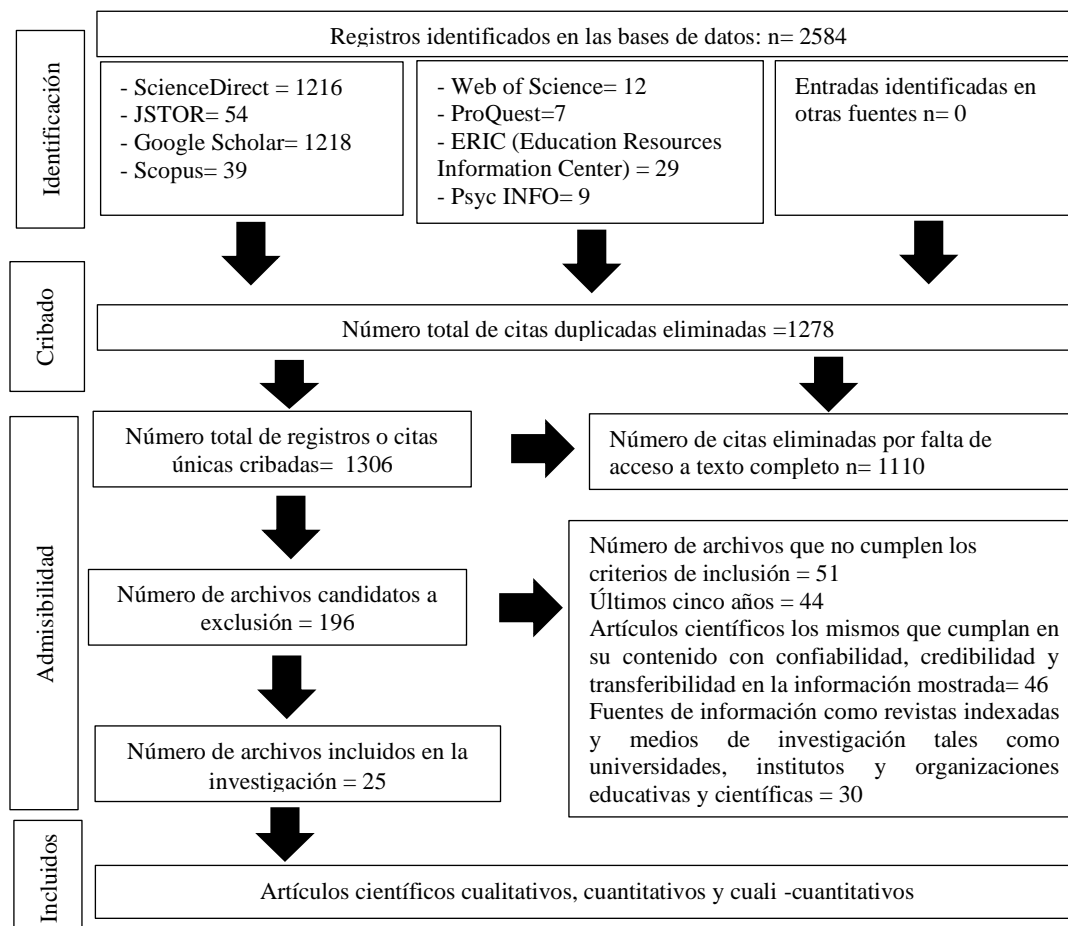 Registros identificados en las bases de datos: n= 2584
Identificación
- ScienceDirect = 1216
- JSTOR= 54
- Google Scholar= 1218
- Scopus= 39
- Web of Science= 12
- ProQuest=7
- ERIC (Education Resources
Information Center) = 29
- Psyc INFO= 9
Entradas identificadas en
otras fuentes n= 0
Cribado
Número total de citas duplicadas eliminadas =1278
Admisibilidad
Número total de registros o citas
únicas cribadas= 1306
Número de citas eliminadas por falta de
acceso a texto completo n= 1110
Número de archivos candidatos a
exclusión = 196
Número de archivos que no cumplen los
criterios de inclusión = 51
Últimos cinco años = 44
Artículos científicos los mismos que cumplan en
su contenido con confiabilidad, credibilidad y
transferibilidad en la información mostrada= 46
Fuentes de información como revistas indexadas
y medios de investigación tales como
universidades, institutos y organizaciones
educativas y científicas = 30
Número de archivos incluidos en la
investigación = 25
Incluidos
Artículos científicos cualitativos, cuantitativos y cuali -cuantitativos